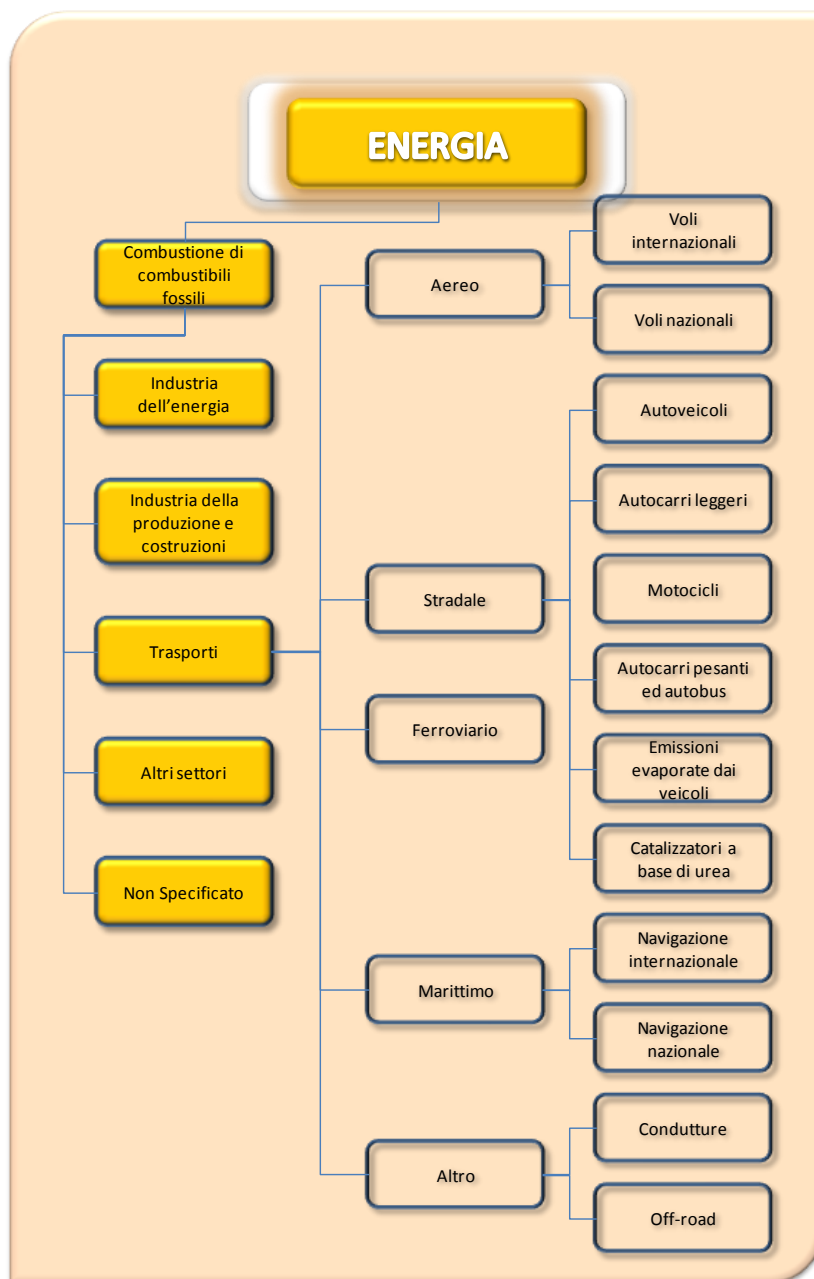 ENERGIA
Combustione di
combustibili
fossili
Industria
dell’energia
Industria della
produzione e
costruzioni
Trasporti
Altri settori
Non Specificato
Aereo
Stradale
Ferroviario
Marittimo
Altro
Voli
internazionali
Voli nazionali
Autoveicoli
Autocarri leggeri
Motocicli
Autocarri pesanti
ed autobus
Emissioni
evaporate dai
veicoli
Catalizzatori a
base di urea
Navigazione
internazionale
Navigazione
nazionale
Condutture
Off-road